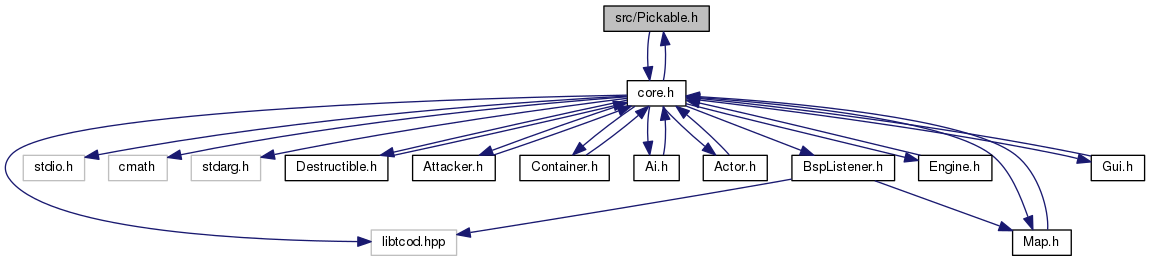 src/Pickable.h
core.h
stdio.h
cmath
stdarg.h
Destructible.h
Attacker.h
Container.h
Ai.h
Actor.h
BspListener.h
Engine.h
Gui.h
libtcod.hpp
Map.h